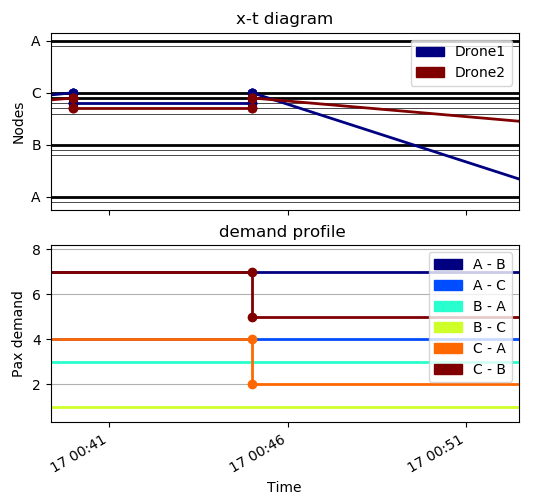 x-t diagram
A
C
B
A
Nodes
Drone1
Drone2
demand profile
8
6
4
2
Pax demand
A - B
A - C
B - A
B - C
C - A
C - B
17 00:41
17 00:46
17 00:51
Time